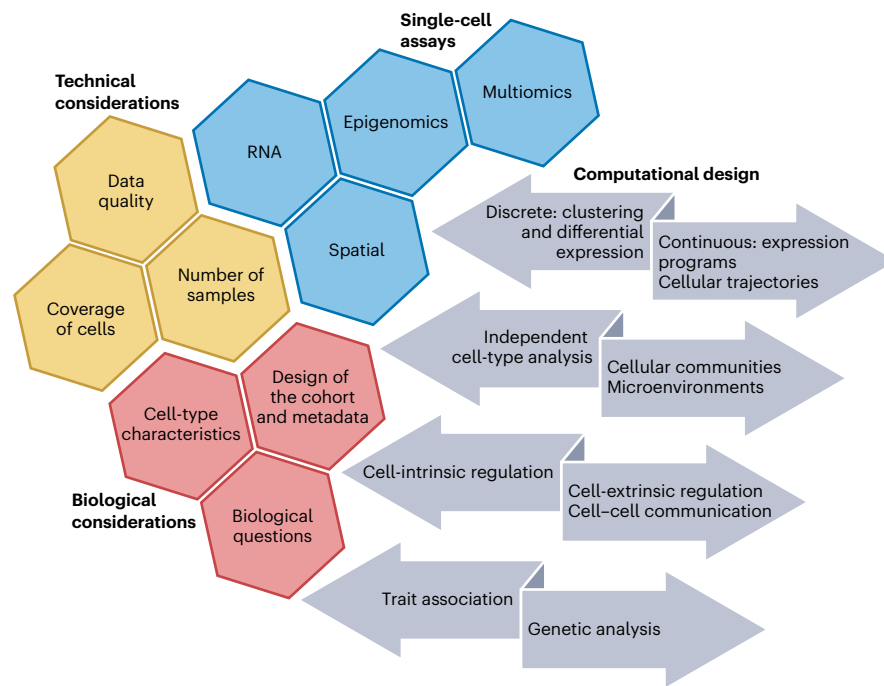 Single-cell
assays
Technical
considerations
Multiomics
Epigenomics
RNA
Spatial
Data
quality
Number of
samples
Coverage
of cells
Design of
the cohort
and metadata
Cell-type
characteristics
Biological
questions
Biological
considerations
Computational design
Discrete: clustering
and differential
expression
Continuous: expression
programs
Cellular trajectories
Independent
cell-type analysis
Cellular communities
Microenvironments
Cell-intrinsic regulation
Cell-extrinsic regulation
Cell–cell communication
Trait association
Genetic analysis